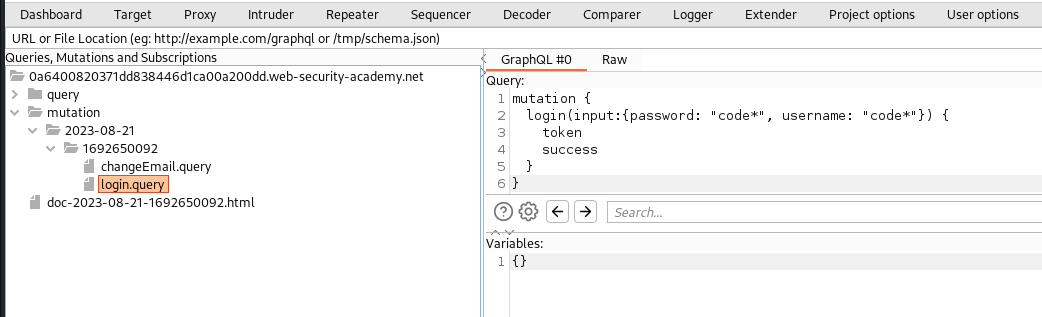 Dashboard Target Proxy Intruder Repeater Sequencer Decoder Comparer Logger Extender Project options User options
URL or File Location (eg: http://example.com/graphql or /tmp/schema.json)
Queries, Mutations and Subscriptions
0a6400820371dd838446d1ca00a200dd.web-security-academy.net
query
mutation
2023-08-21
1692650092
changeEmail.query
login.query
doc-2023-08-21-1692650092.html
GraphQL #0 Raw
Query:
1 mutation {
2 login(input:{password: "code*", username: "code*"}) {
3 token
4 success
5 }
6 }
Search...
Variables:
1 {}